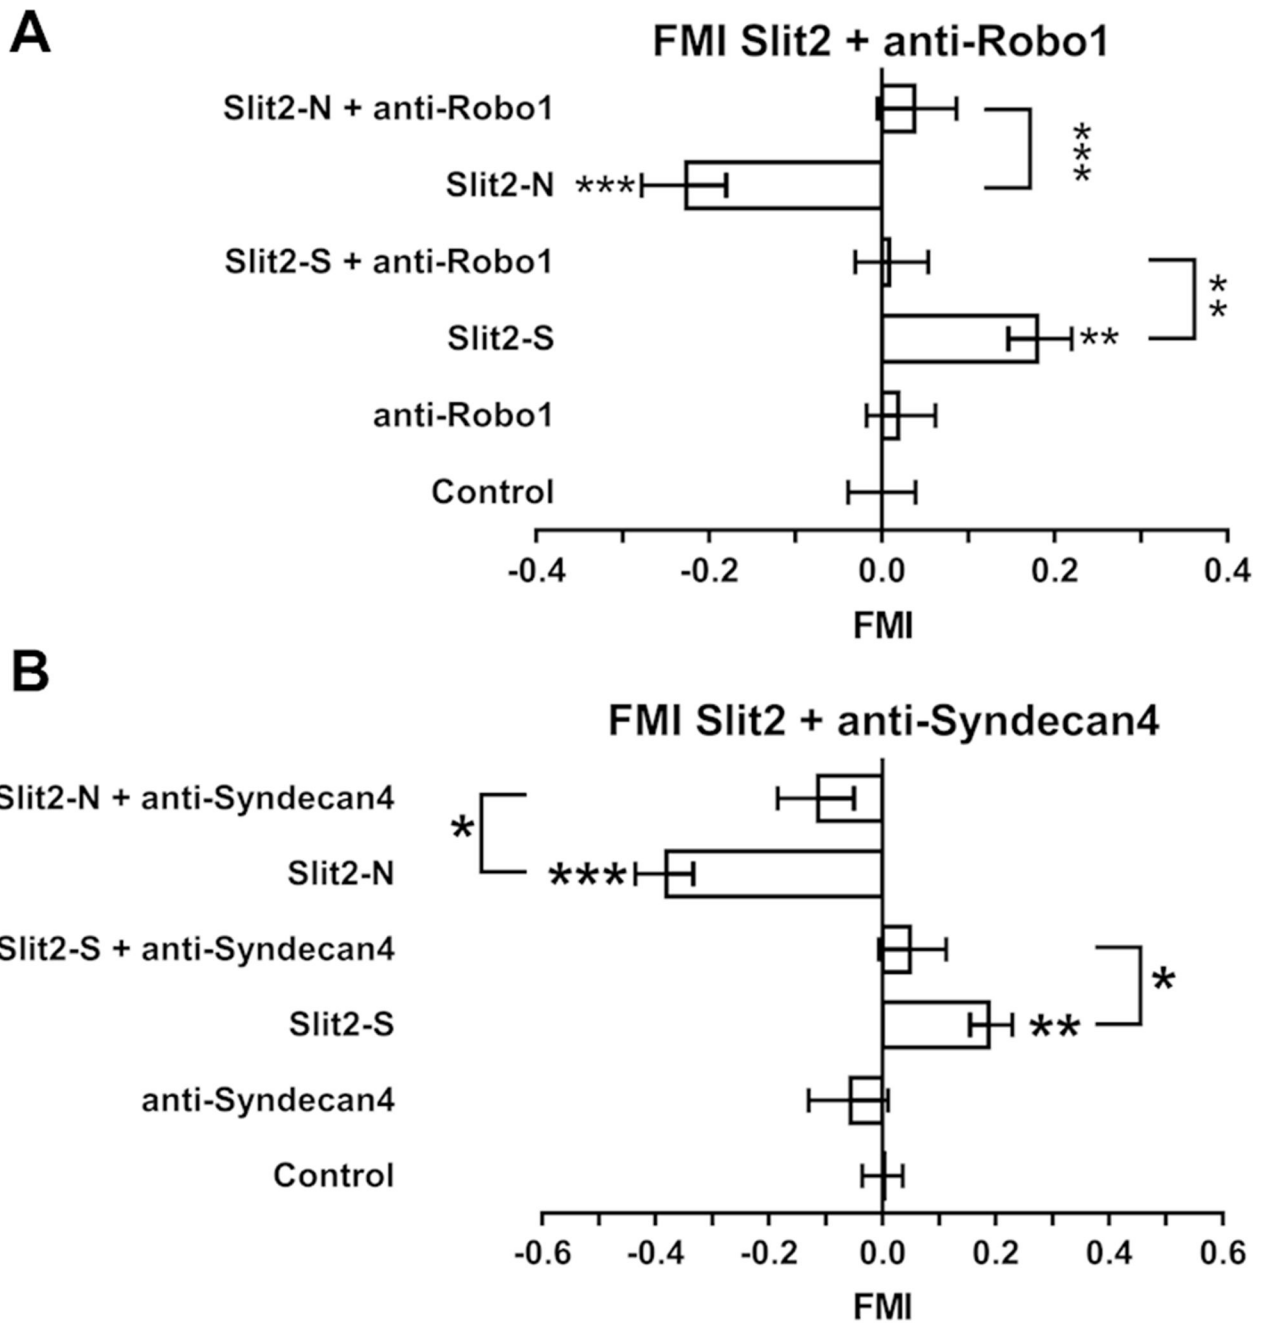 A
FMI Slit2 + anti-Robo1
Slit2-N + anti-Robo1
***
Slit2-N ***
Slit2-S + anti-Robo1
**
Slit2-S **
anti-Robo1
Control
-0.4 -0.2 0.0 0.2 0.4
FMI
B
FMI Slit2 + anti-Syndecan4
Slit2-N + anti-Syndecan4
*
Slit2-N ***
Slit2-S + anti-Syndecan4
*
Slit2-S **
anti-Syndecan4
Control
-0.6 -0.4 -0.2 0.0 0.2 0.4 0.6
FMI